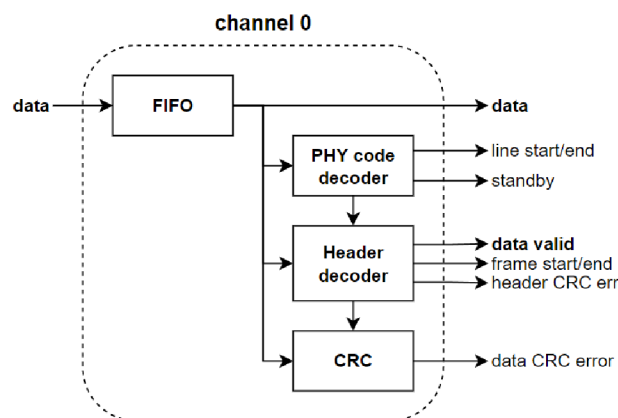 channel 0
data
FIFO
data
PHY code
decoder
line start/end
standby
Header
decoder
data valid
frame start/end
header CRC err
CRC
data CRC error